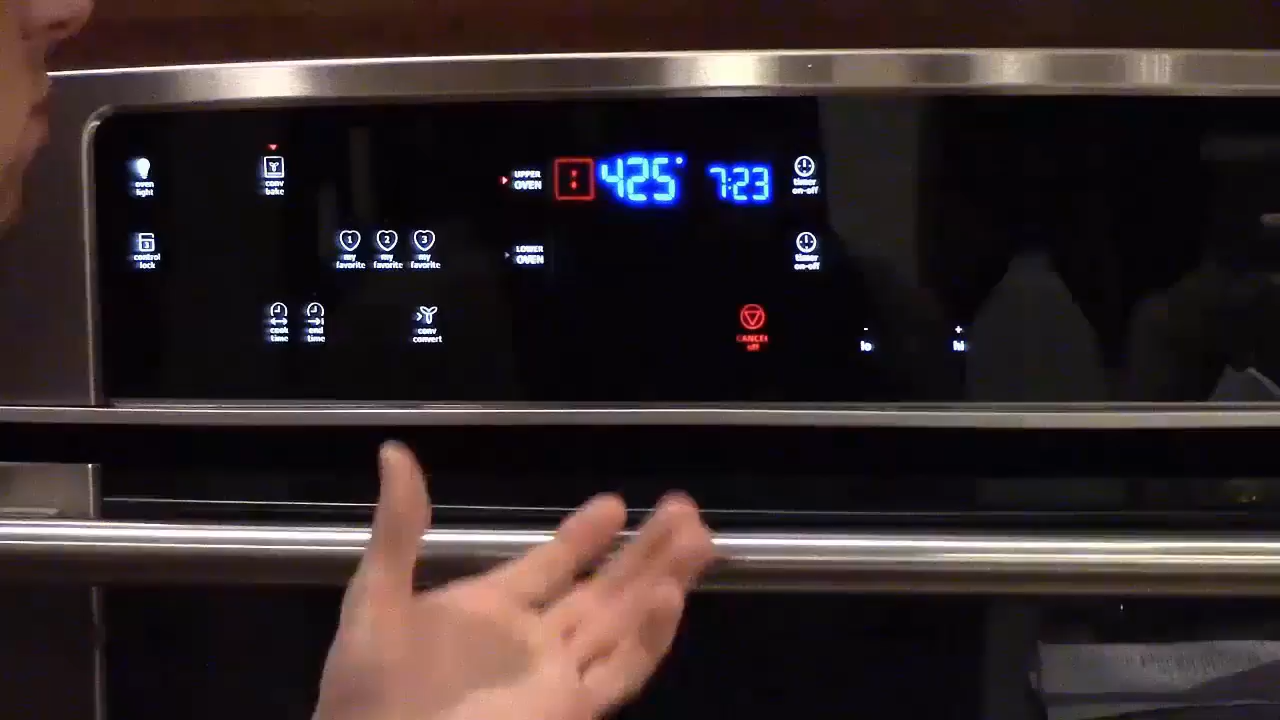 oven
light
conv
bake
UPPER
OVEN
425°
7:23
timer
on-off
3
control
lock
1
my
favorite
2
my
favorite
3
my
favorite
LOWER
OVEN
timer
on-off
cook
time
end
time
conv
convert
CANCEL
off
-
lo
+
hi